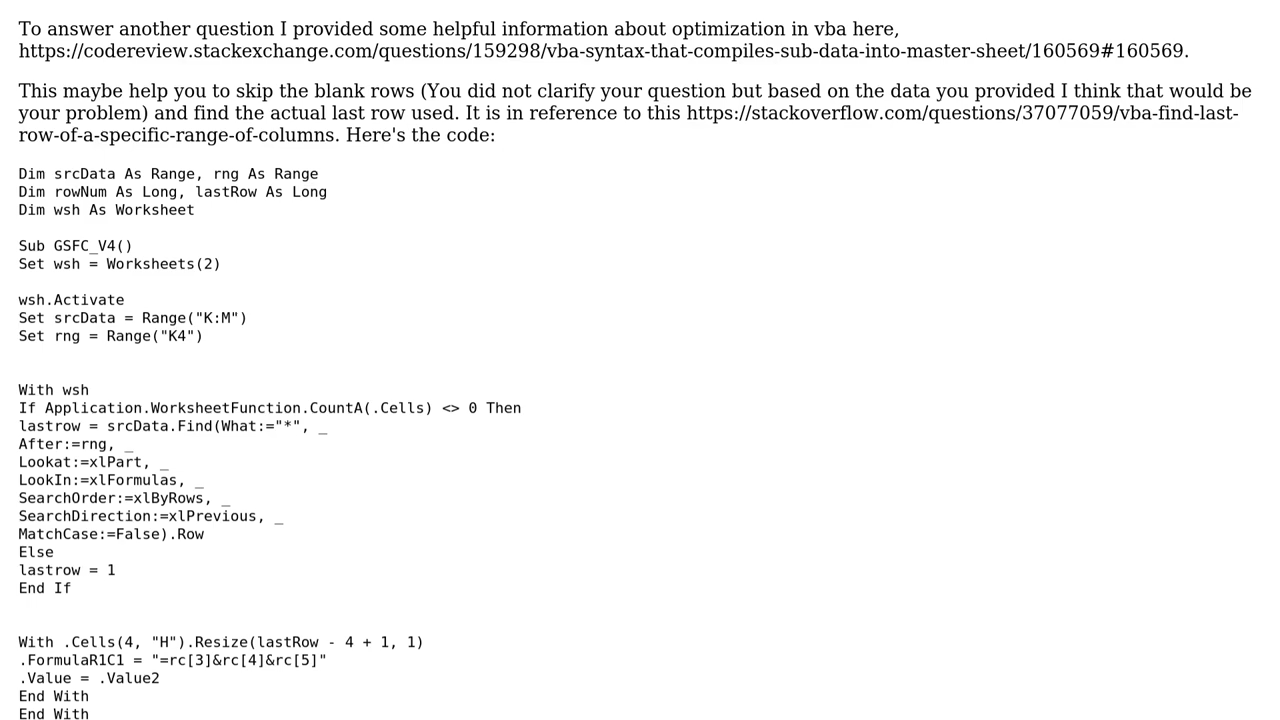 To answer another question I provided some helpful information about optimization in vba here,
https://codereview.stackexchange.com/questions/159298/vba-syntax-that-compiles-sub-data-into-master-sheet/160569#160569.
This maybe help you to skip the blank rows (You did not clarify your question but based on the data you provided I think that would be
your problem) and find the actual last row used. It is in reference to this https://stackoverflow.com/questions/37077059/vba-find-last-
row-of-a-specific-range-of-columns. Here's the code:
Dim srcData As Range, rng As Range
Dim rowNum As Long, lastRow As Long
Dim wsh As Worksheet
Sub GSFC_V4()
Set wsh = Worksheets(2)
wsh.Activate
Set srcData = Range("K:M")
Set rng = Range("K4")
With wsh
If Application.WorksheetFunction.CountA(.Cells) <> 0 Then
lastrow = srcData.Find(What:="*", _
After:=rng, _
Lookat:=xlPart, _
LookIn:=xlFormulas, _
SearchOrder:=xlByRows, _
SearchDirection:=xlPrevious, _
MatchCase:=False).Row
Else
lastrow = 1
End If
With .Cells(4, "H").Resize(lastRow - 4 + 1, 1)
.FormulaR1C1 = "=rc[3]&rc[4]&rc[5]"
.Value = .Value2
End With
End With